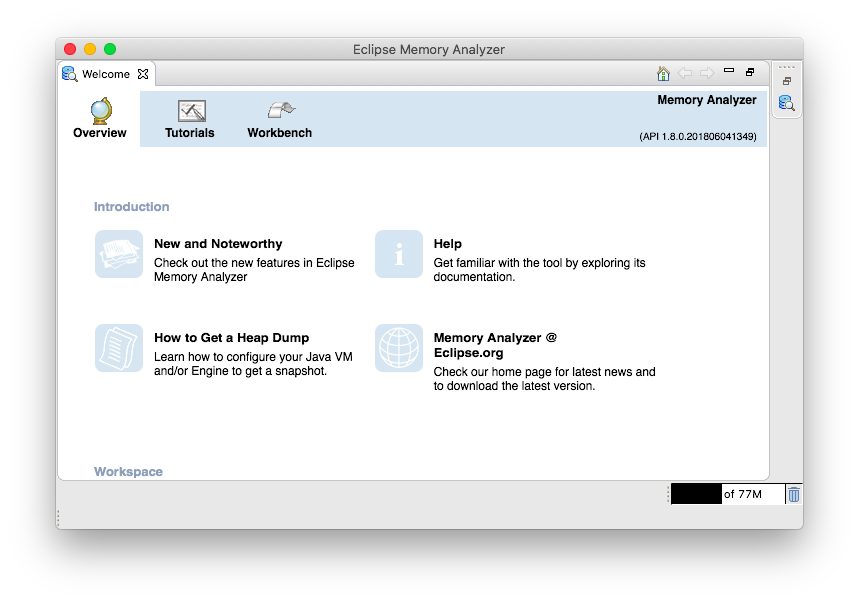 Eclipse Memory Analyzer
Welcome
Overview
Tutorials
Workbench
Memory Analyzer
(API 1.8.0.201806041349)
Introduction
New and Noteworthy
Check out the new features in Eclipse
Memory Analyzer
Help
Get familiar with the tool by exploring its
documentation.
How to Get a Heap Dump
Learn how to configure your Java VM
and/or Engine to get a snapshot.
Memory Analyzer @
Eclipse.org
Check our home page for latest news and
to download the latest version.
Workspace
of 77M